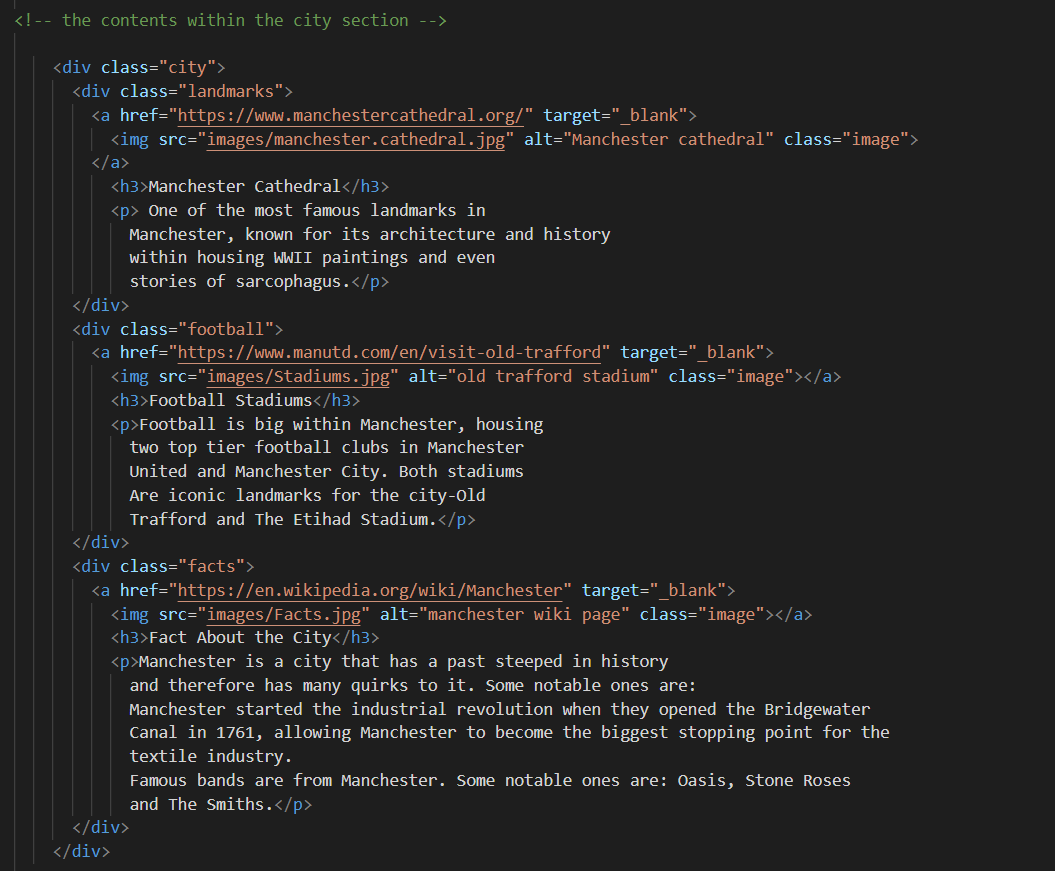 <!-- the contents within the city section -->
<div class="city">
<div class="landmarks">
<a href="https://www.manchestercathedral.org/" target="_blank">
<img src="images/manchester.cathedral.jpg" alt="Manchester cathedral" class="image">
</a>
<h3>Manchester Cathedral</h3>
<p> One of the most famous landmarks in
Manchester, known for its architecture and history
within housing WWII paintings and even
stories of sarcophagus.</p>
</div>
<div class="football">
<a href="https://www.manutd.com/en/visit-old-trafford" target="_blank">
<img src="images/Stadiums.jpg" alt="old trafford stadium" class="image"></a>
<h3>Football Stadiums</h3>
<p>Football is big within Manchester, housing
two top tier football clubs in Manchester
United and Manchester City. Both stadiums
Are iconic landmarks for the city-Old
Trafford and The Etihad Stadium.</p>
</div>
<div class="facts">
<a href="https://en.wikipedia.org/wiki/Manchester" target="_blank">
<img src="images/Facts.jpg" alt="manchester wiki page" class="image"></a>
<h3>Fact About the City</h3>
<p>Manchester is a city that has a past steeped in history
and therefore has many quirks to it. Some notable ones are:
Manchester started the industrial revolution when they opened the Bridgewater
Canal in 1761, allowing Manchester to become the biggest stopping point for the
textile industry.
Famous bands are from Manchester. Some notable ones are: Oasis, Stone Roses
and The Smiths.</p>
</div>
</div>